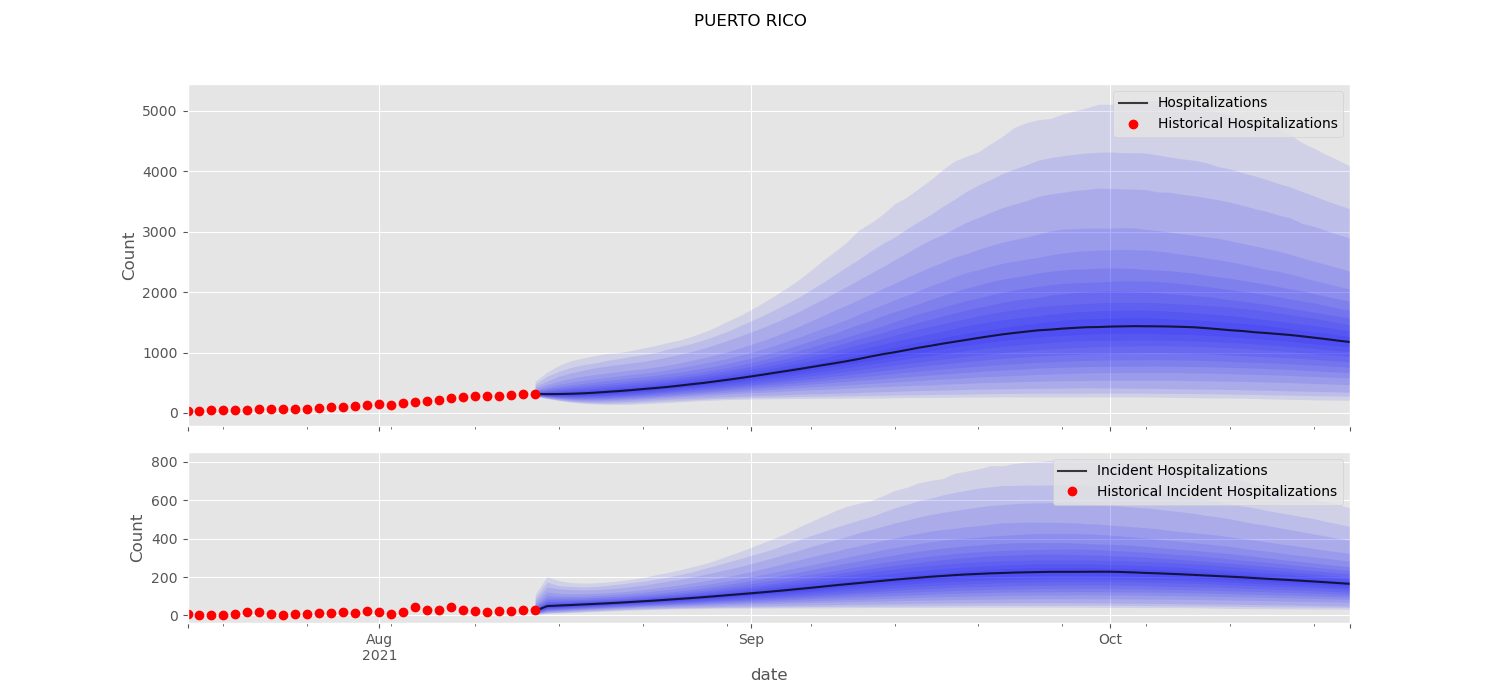 PUERTO RICO
5000
4000
3000
2000
1000
0
Count
Hospitalizations
Historical Hospitalizations
800
600
400
200
0
Count
Incident Hospitalizations
Historical Incident Hospitalizations
Aug
2021
Sep
Oct
date